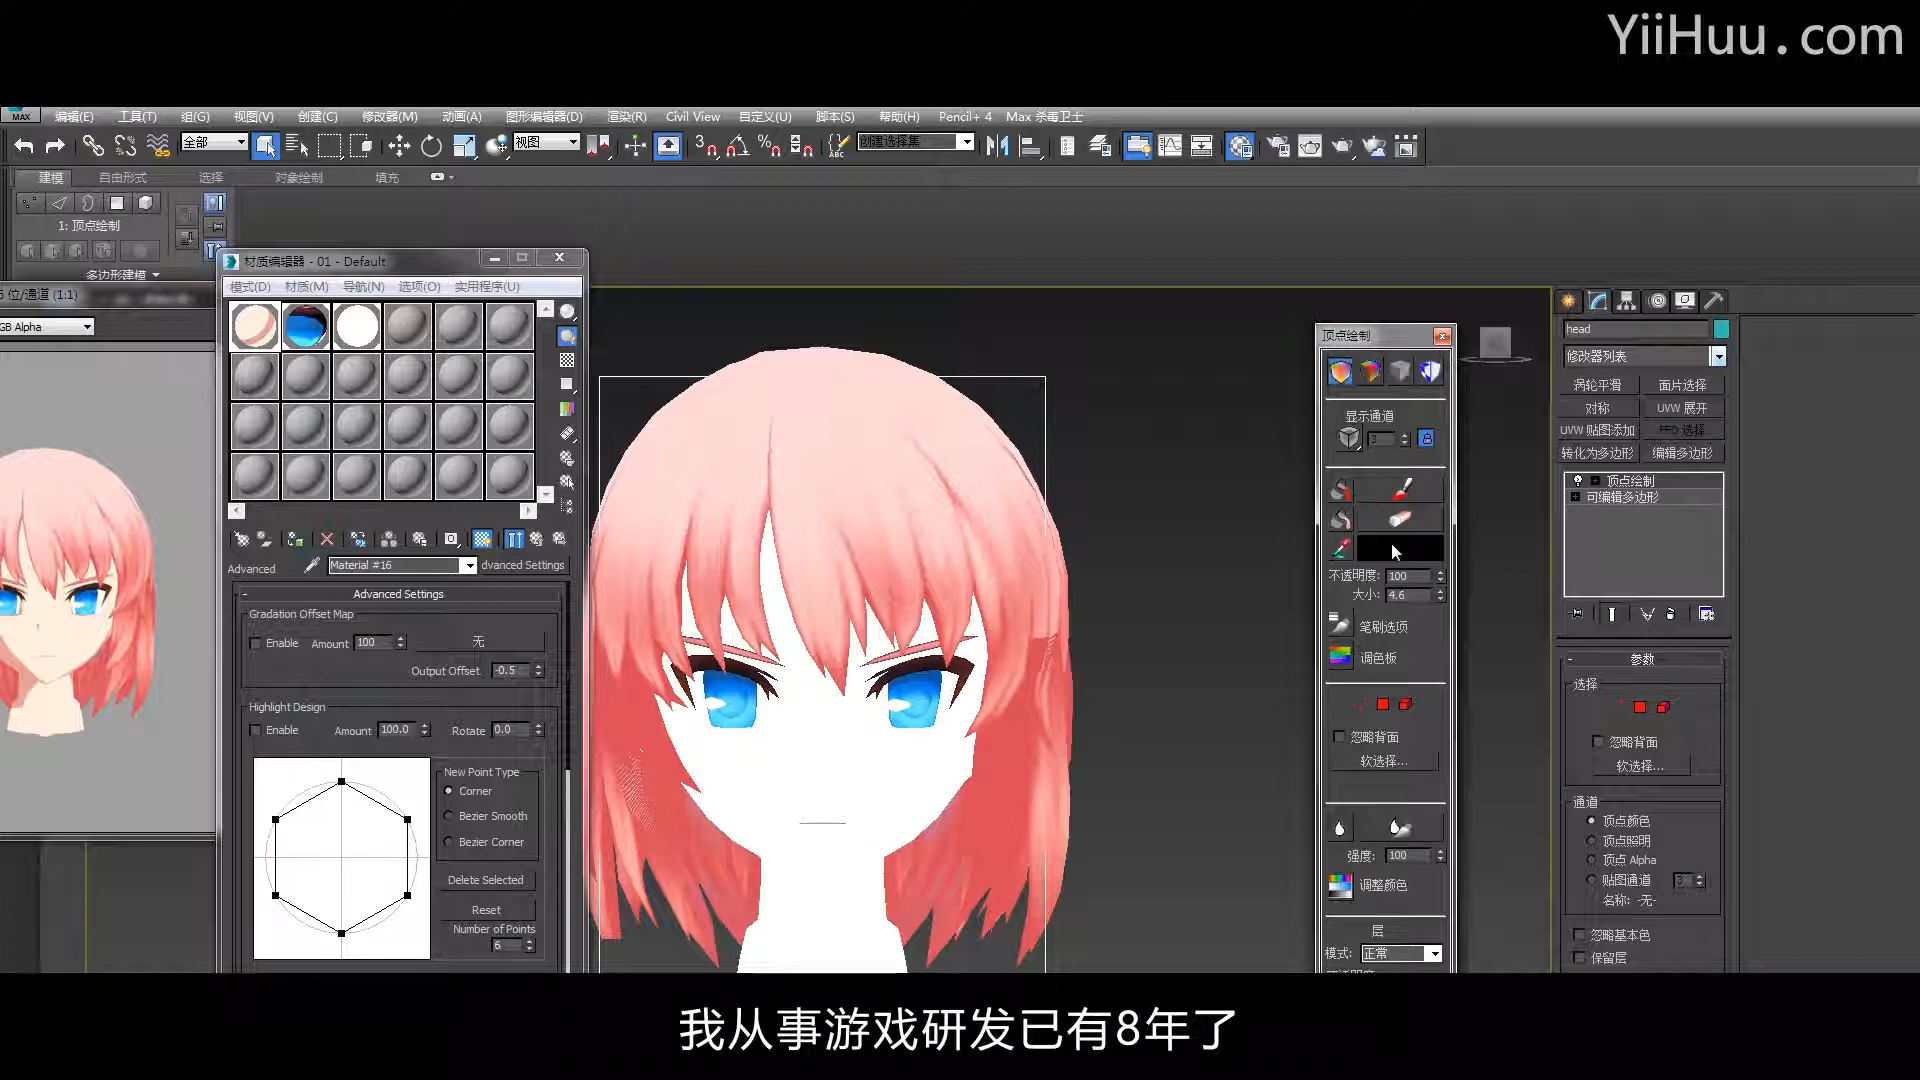 YiiHuu.com
MAX 编辑(E) 工具(T) 组(G) 视图(V) 创建(C) 修改器(M) 动画(A) 图形编辑器(D) 渲染(R) Civil View 自定义(U) 脚本(S) 帮助(H) Pencil+ 4 Max 杀毒卫士
全部 视图 3 % ABC 创建选择集
建模 自由形式 选择 对象绘制 填充
1: 顶点绘制
多边形建模
位/通道 (1:1)
GB Alpha
材质编辑器 - 01 - Default
模式(D) 材质(M) 导航(N) 选项(O) 实用程序(U)
Advanced Material #16 dvanced Settings
Advanced Settings
Gradation Offset Map
Enable Amount 100 无
Output Offset -0.5
Highlight Design
Enable Amount 100.0 Rotate 0.0
New Point Type
Corner
Bezier Smooth
Bezier Corner
Delete Selected
Reset
Number of Points
6
顶点绘制
显示通道
3
不透明度: 100
大小: 4.6
笔刷选项
调色板
忽略背面
软选择...
强度: 100
调整颜色
层
模式: 正常
head
修改器列表
涡轮平滑 面片选择
对称 UVW 展开
UVW 贴图添加 FFD 选择
转化为多边形 编辑多边形
顶点绘制
可编辑多边形
参数
选择
忽略背面
软选择...
通道
顶点颜色
顶点照明
顶点 Alpha
贴图通道 3
名称: -无-
忽略基本色
保留层
我从事游戏研发已有8年了